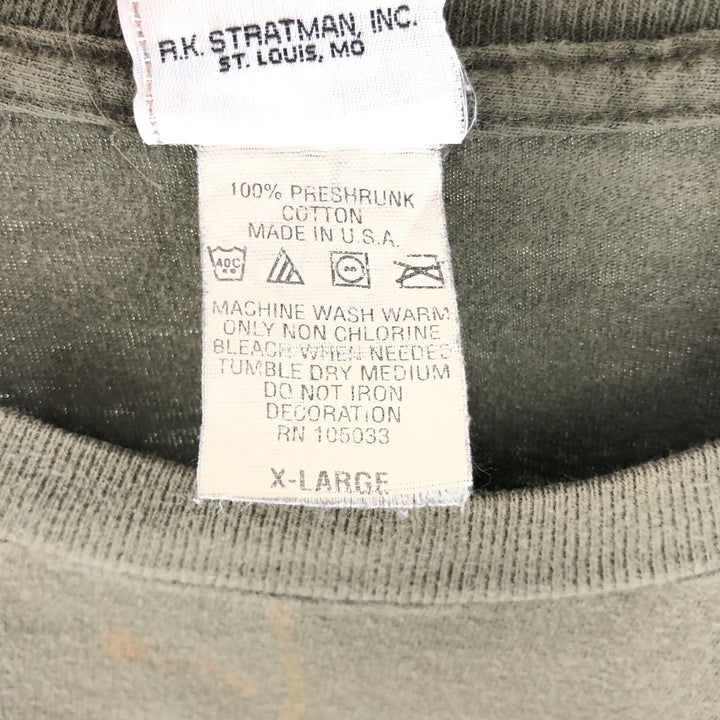 R.K. STRATMAN, INC.
ST. LOUIS, MO
100% PRESHRUNK
COTTON
MADE IN U.S.A.
40C
MACHINE WASH WARM
ONLY NON CHLORINE
BLEACH WHEN NEEDED
TUMBLE DRY MEDIUM
DO NOT IRON
DECORATION
RN 105033
X-LARGE